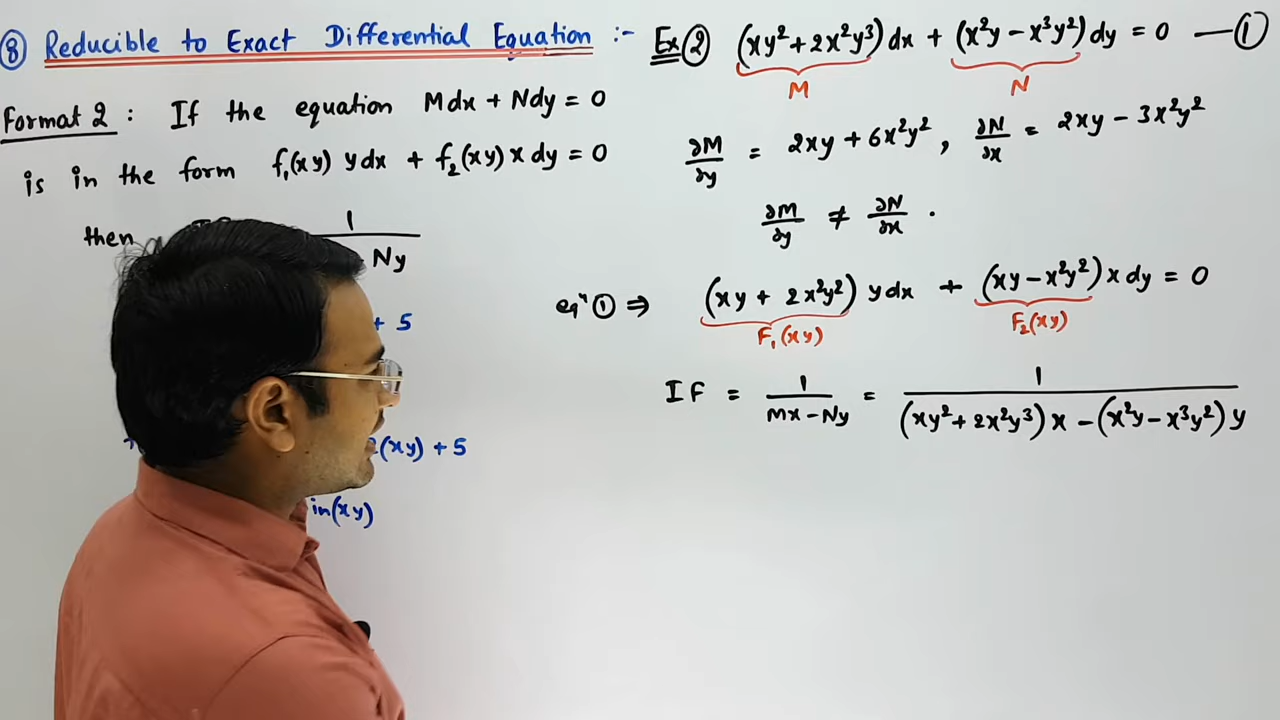 ⑧ Reducible to Exact Differential Equation :-
Format 2 : If the equation Mdx + Ndy = 0
is in the form f₁(xy) y dx + f₂(xy) x dy = 0
then 1
Ny
+ 5
2(xy) + 5
in(xy)
Ex② (xy² + 2x²y³) dx + (x²y − x³y²) dy = 0 —①
M N
∂M/∂y = 2xy + 6x²y² , ∂N/∂x = 2xy − 3x²y²
∂M/∂y ≠ ∂N/∂x .
eqⁿ ① ⇒ (xy + 2x²y²) y dx + (xy − x²y²) x dy = 0
F₁(xy) F₂(xy)
IF = 1/(Mx − Ny) = 1/((xy² + 2x²y³) x − (x²y − x³y²) y)